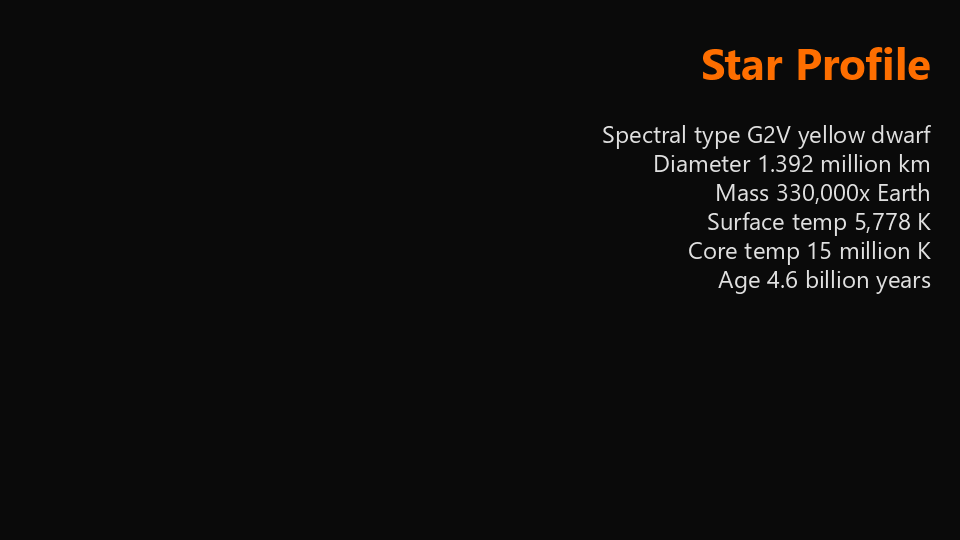 Star Profile
Spectral type G2V yellow dwarf
Diameter 1.392 million km
Mass 330,000x Earth
Surface temp 5,778 K
Core temp 15 million K
Age 4.6 billion years